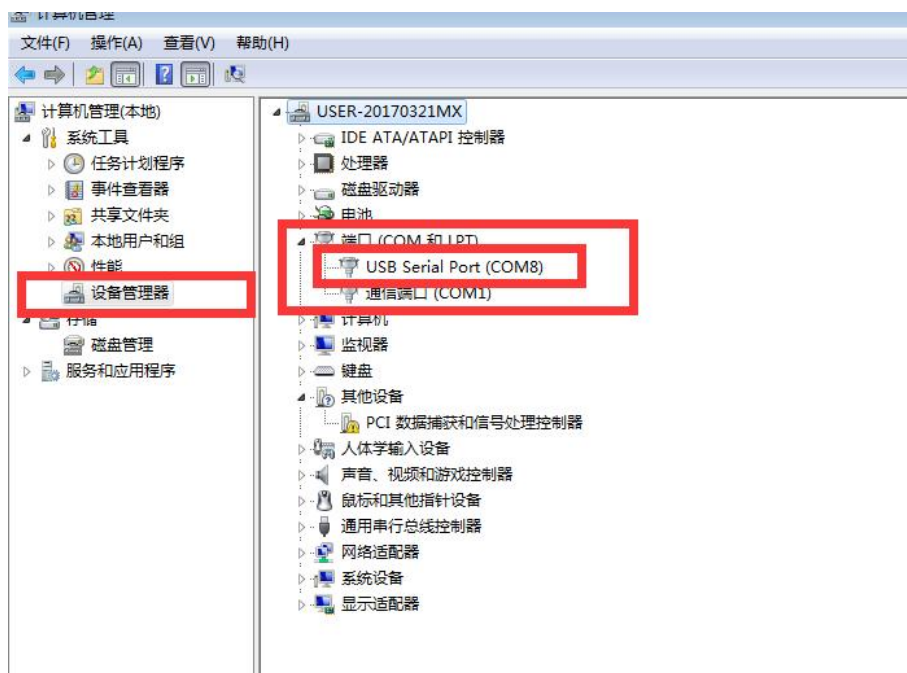 计算机管理
文件(F) 操作(A) 查看(V) 帮助(H)
计算机管理(本地)
系统工具
任务计划程序
事件查看器
共享文件夹
本地用户和组
性能
设备管理器
存储
磁盘管理
服务和应用程序
USER-20170321MX
IDE ATA/ATAPI 控制器
处理器
磁盘驱动器
电池
端口 (COM 和 LPT)
USB Serial Port (COM8)
通信端口 (COM1)
计算机
监视器
键盘
其他设备
PCI 数据捕获和信号处理控制器
人体学输入设备
声音、视频和游戏控制器
鼠标和其他指针设备
通用串行总线控制器
网络适配器
系统设备
显示适配器